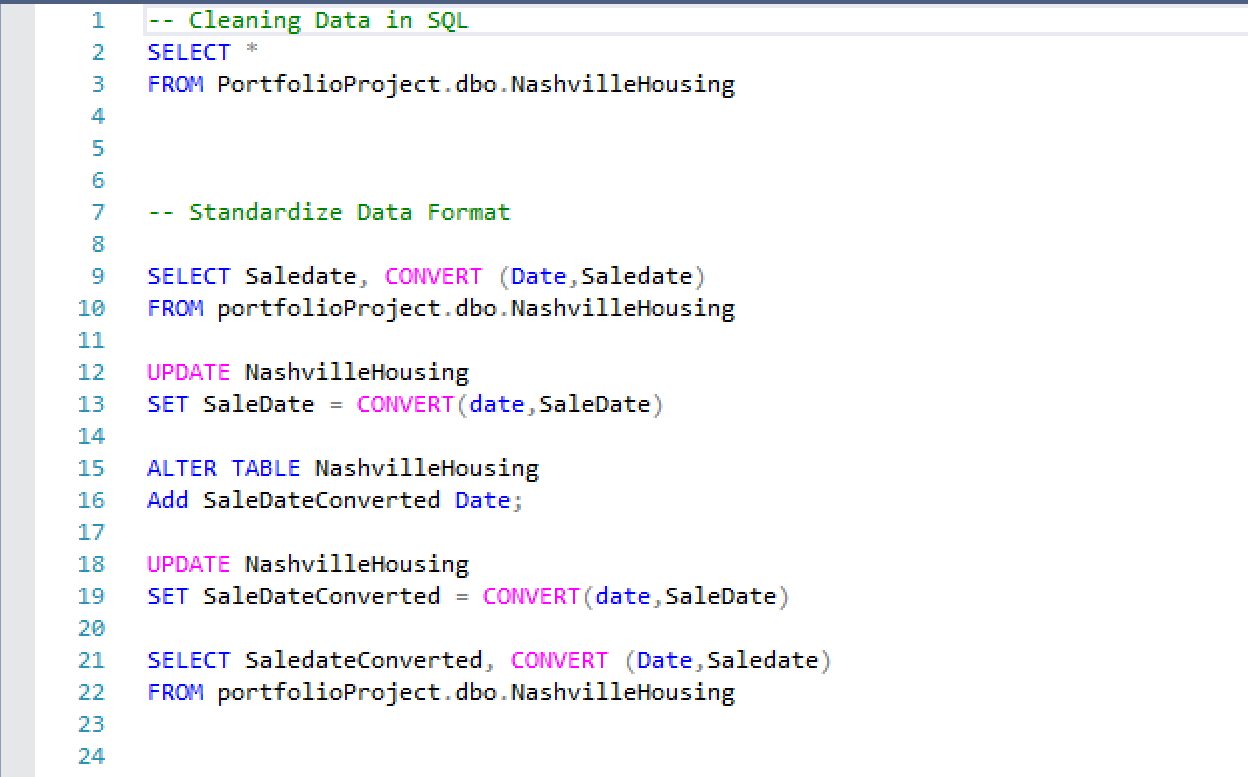 1 -- Cleaning Data in SQL
2 SELECT *
3 FROM PortfolioProject.dbo.NashvilleHousing
4
5
6
7 -- Standardize Data Format
8
9 SELECT Saledate, CONVERT (Date,Saledate)
10 FROM portfolioProject.dbo.NashvilleHousing
11
12 UPDATE NashvilleHousing
13 SET SaleDate = CONVERT(date,SaleDate)
14
15 ALTER TABLE NashvilleHousing
16 Add SaleDateConverted Date;
17
18 UPDATE NashvilleHousing
19 SET SaleDateConverted = CONVERT(date,SaleDate)
20
21 SELECT SaledateConverted, CONVERT (Date,Saledate)
22 FROM portfolioProject.dbo.NashvilleHousing
23
24